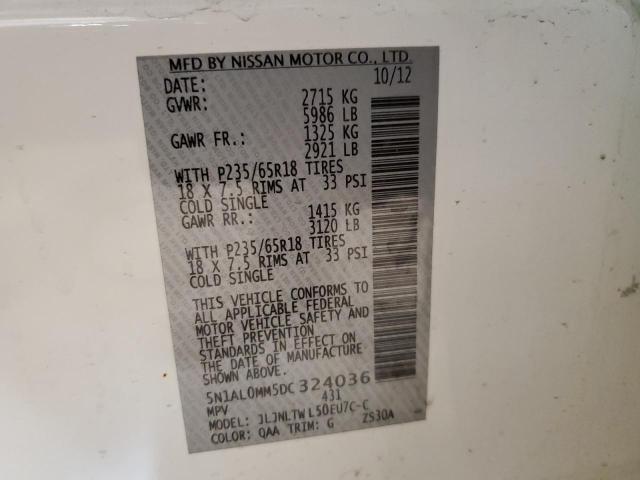 MFD BY NISSAN MOTOR CO., LTD.
DATE: 10/12
GVWR: 2715 KG
5986 LB
GAWR FR.: 1325 KG
2921 LB
WITH P235/65R18 TIRES
18 X 7.5 RIMS AT 33 PSI
COLD SINGLE
GAWR RR.: 1415 KG
3120 LB
WITH P235/65R18 TIRES
18 X 7.5 RIMS AT 33 PSI
COLD SINGLE
THIS VEHICLE CONFORMS TO
ALL APPLICABLE FEDERAL
MOTOR VEHICLE SAFETY AND
THEFT PREVENTION
STANDARDS IN EFFECT ON
THE DATE OF MANUFACTURE
SHOWN ABOVE.
5N1AL0MM5DC324036
MPV 431
MODEL: JLJNLTWL50EU7C-C
COLOR: QAA TRIM: G ZS30A